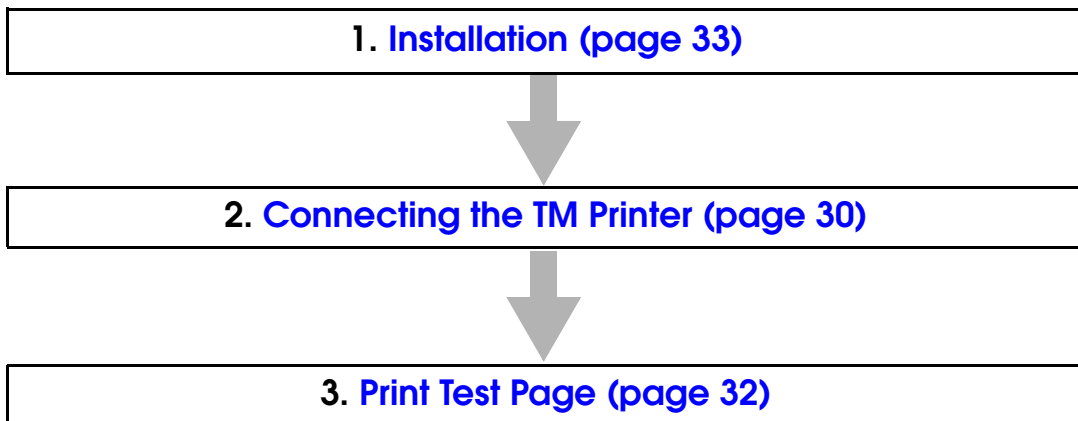 1. Installation (page 33)
2. Connecting the TM Printer (page 30)
3. Print Test Page (page 32)